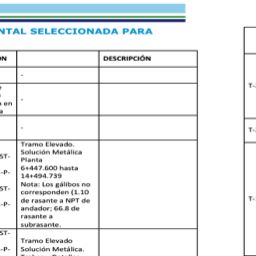 NTAL SELECCIONADA PARA
ÓN
DESCRIPCIÓN
-
en
-
a
-
Tramo Elevado.
Solución Metálica
Planta
6+447.600 hasta
14+494.739
Nota: Los gálibos no
corresponden (1.10
de rasante a NPT de
andador; 66.8 de
rasante a
subrasante.
ST-
-P-
ST-
-P-
ST-
-P-
Tramo Elevado
Solución Metálica.
T-
T-
T-